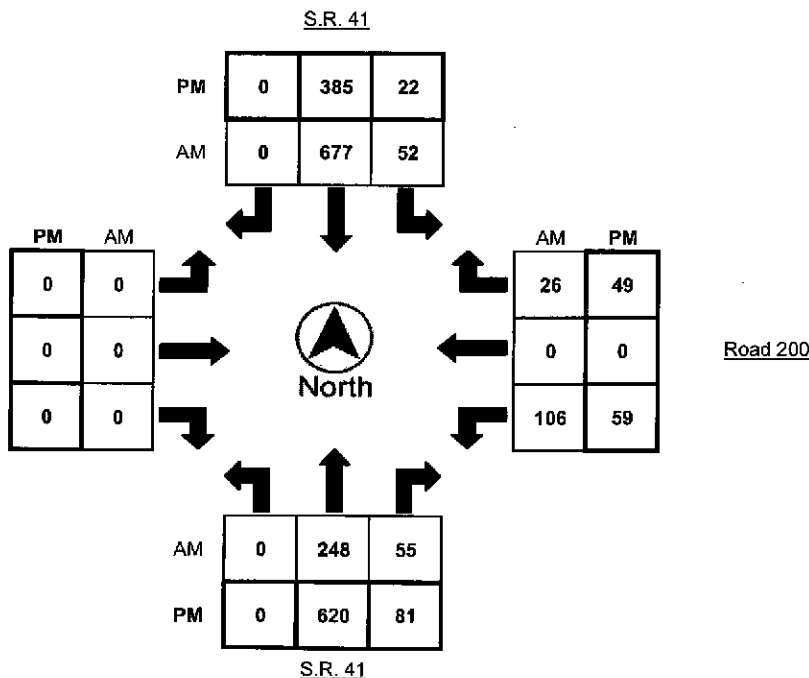 S.R. 41
PM 0 385 22
AM 0 677 52
PM AM
0 0
0 0
0 0
AM PM
26 49
0 0
106 59
Road 200
North
AM 0 248 55
PM 0 620 81
S.R. 41